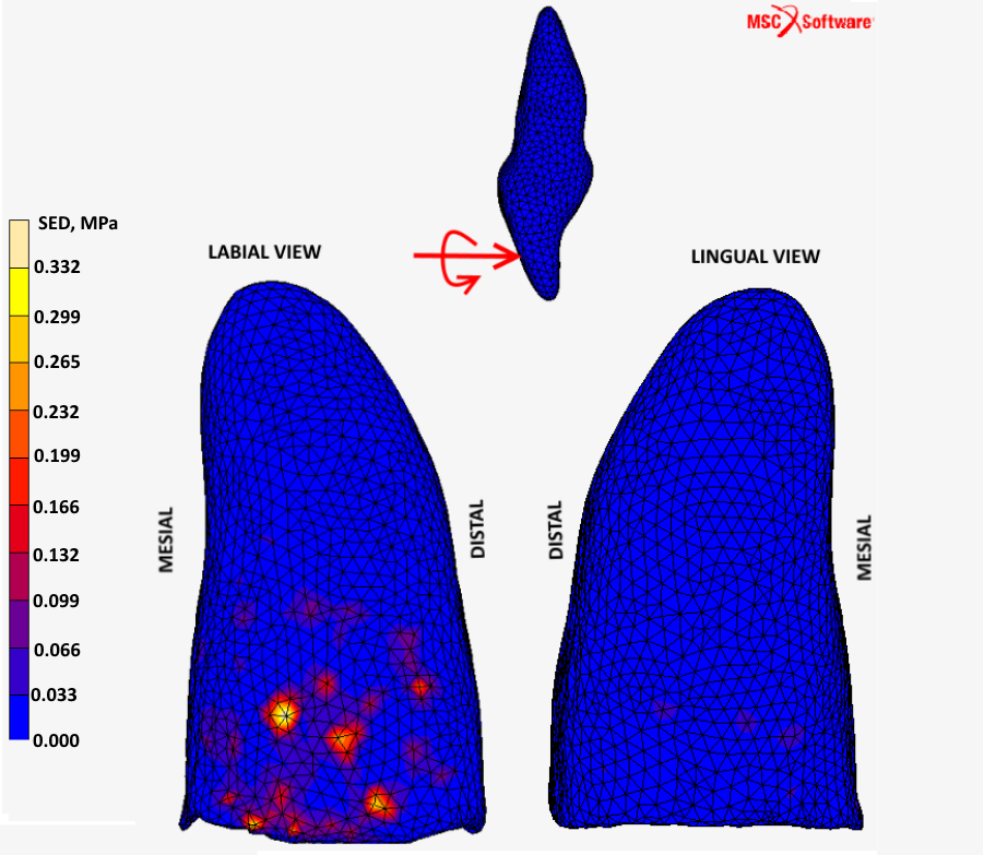 MSC Software
SED, MPa
LABIAL VIEW
LINGUAL VIEW
0.332
0.299
0.265
0.232
0.199
0.166
0.132
0.099
0.066
0.033
0.000
MESIAL
DISTAL
DISTAL
MESIAL